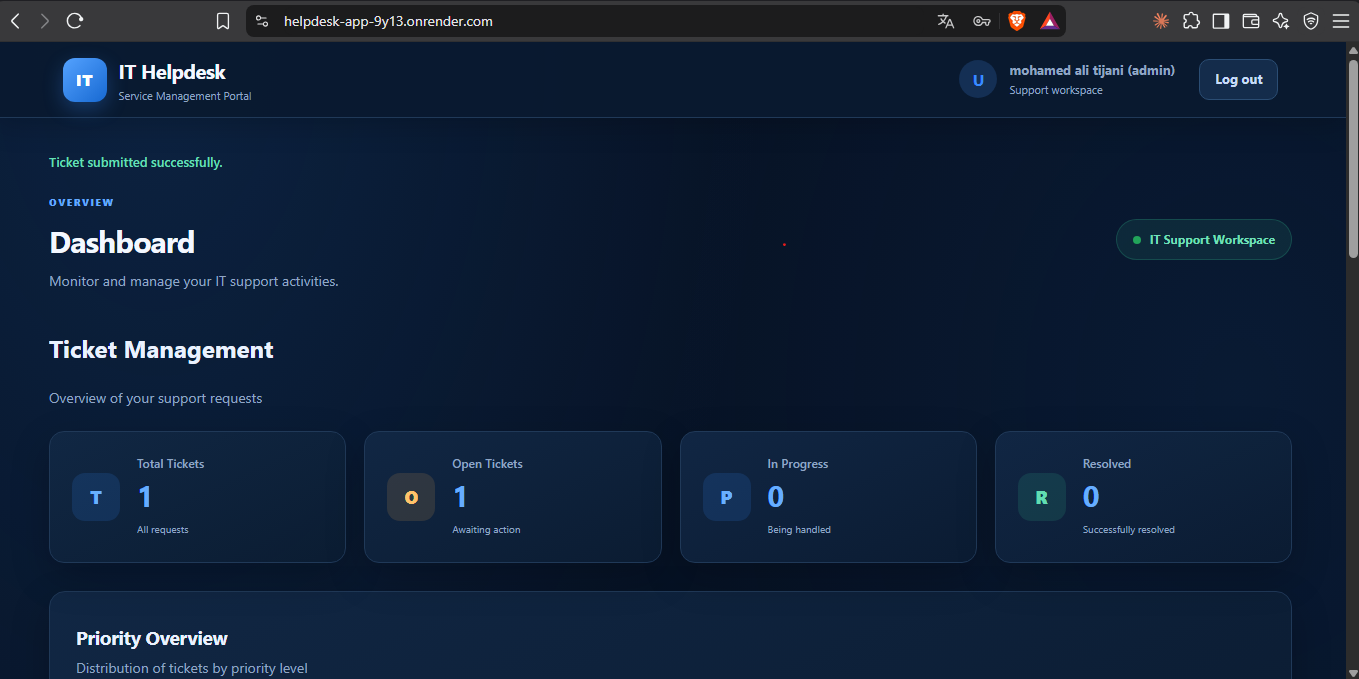 helpdesk-app-9y13.onrender.com
IT
IT Helpdesk
Service Management Portal
U
mohamed ali tijani (admin)
Support workspace
Log out
Ticket submitted successfully.
OVERVIEW
Dashboard
Monitor and manage your IT support activities.
IT Support Workspace
Ticket Management
Overview of your support requests
T
Total Tickets
1
All requests
O
Open Tickets
1
Awaiting action
P
In Progress
0
Being handled
R
Resolved
0
Successfully resolved
Priority Overview
Distribution of tickets by priority level